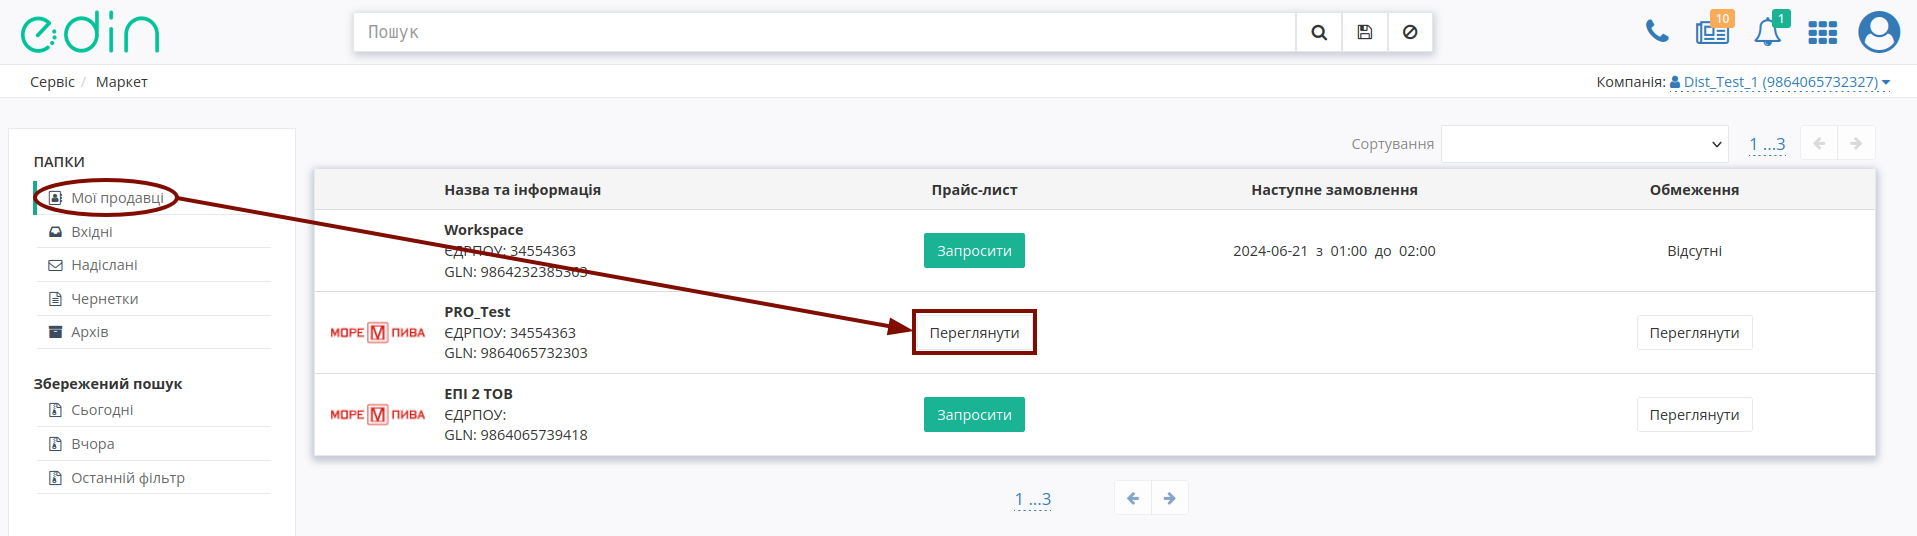 edin
Пошук
10
1
Сервіс / Маркет
Компанія: Dist_Test_1 (9864065732327)
ПАПКИ
Мої продавці
Вхідні
Надіслані
Чернетки
Архів
Збережений пошук
Сьогодні
Вчора
Останній фільтр
Сортування
1 ...3
Назва та інформація Прайс-лист Наступне замовлення Обмеження
Workspace
ЄДРПОУ: 34554363
GLN: 9864232385363
Запросити
2024-06-21 з 01:00 до 02:00
Відсутні
МОРЕ М ПИВА
PRO_Test
ЄДРПОУ: 34554363
GLN: 9864065732303
Переглянути
Переглянути
МОРЕ М ПИВА
ЕПІ 2 ТОВ
ЄДРПОУ:
GLN: 9864065739418
Запросити
Переглянути
1 ...3